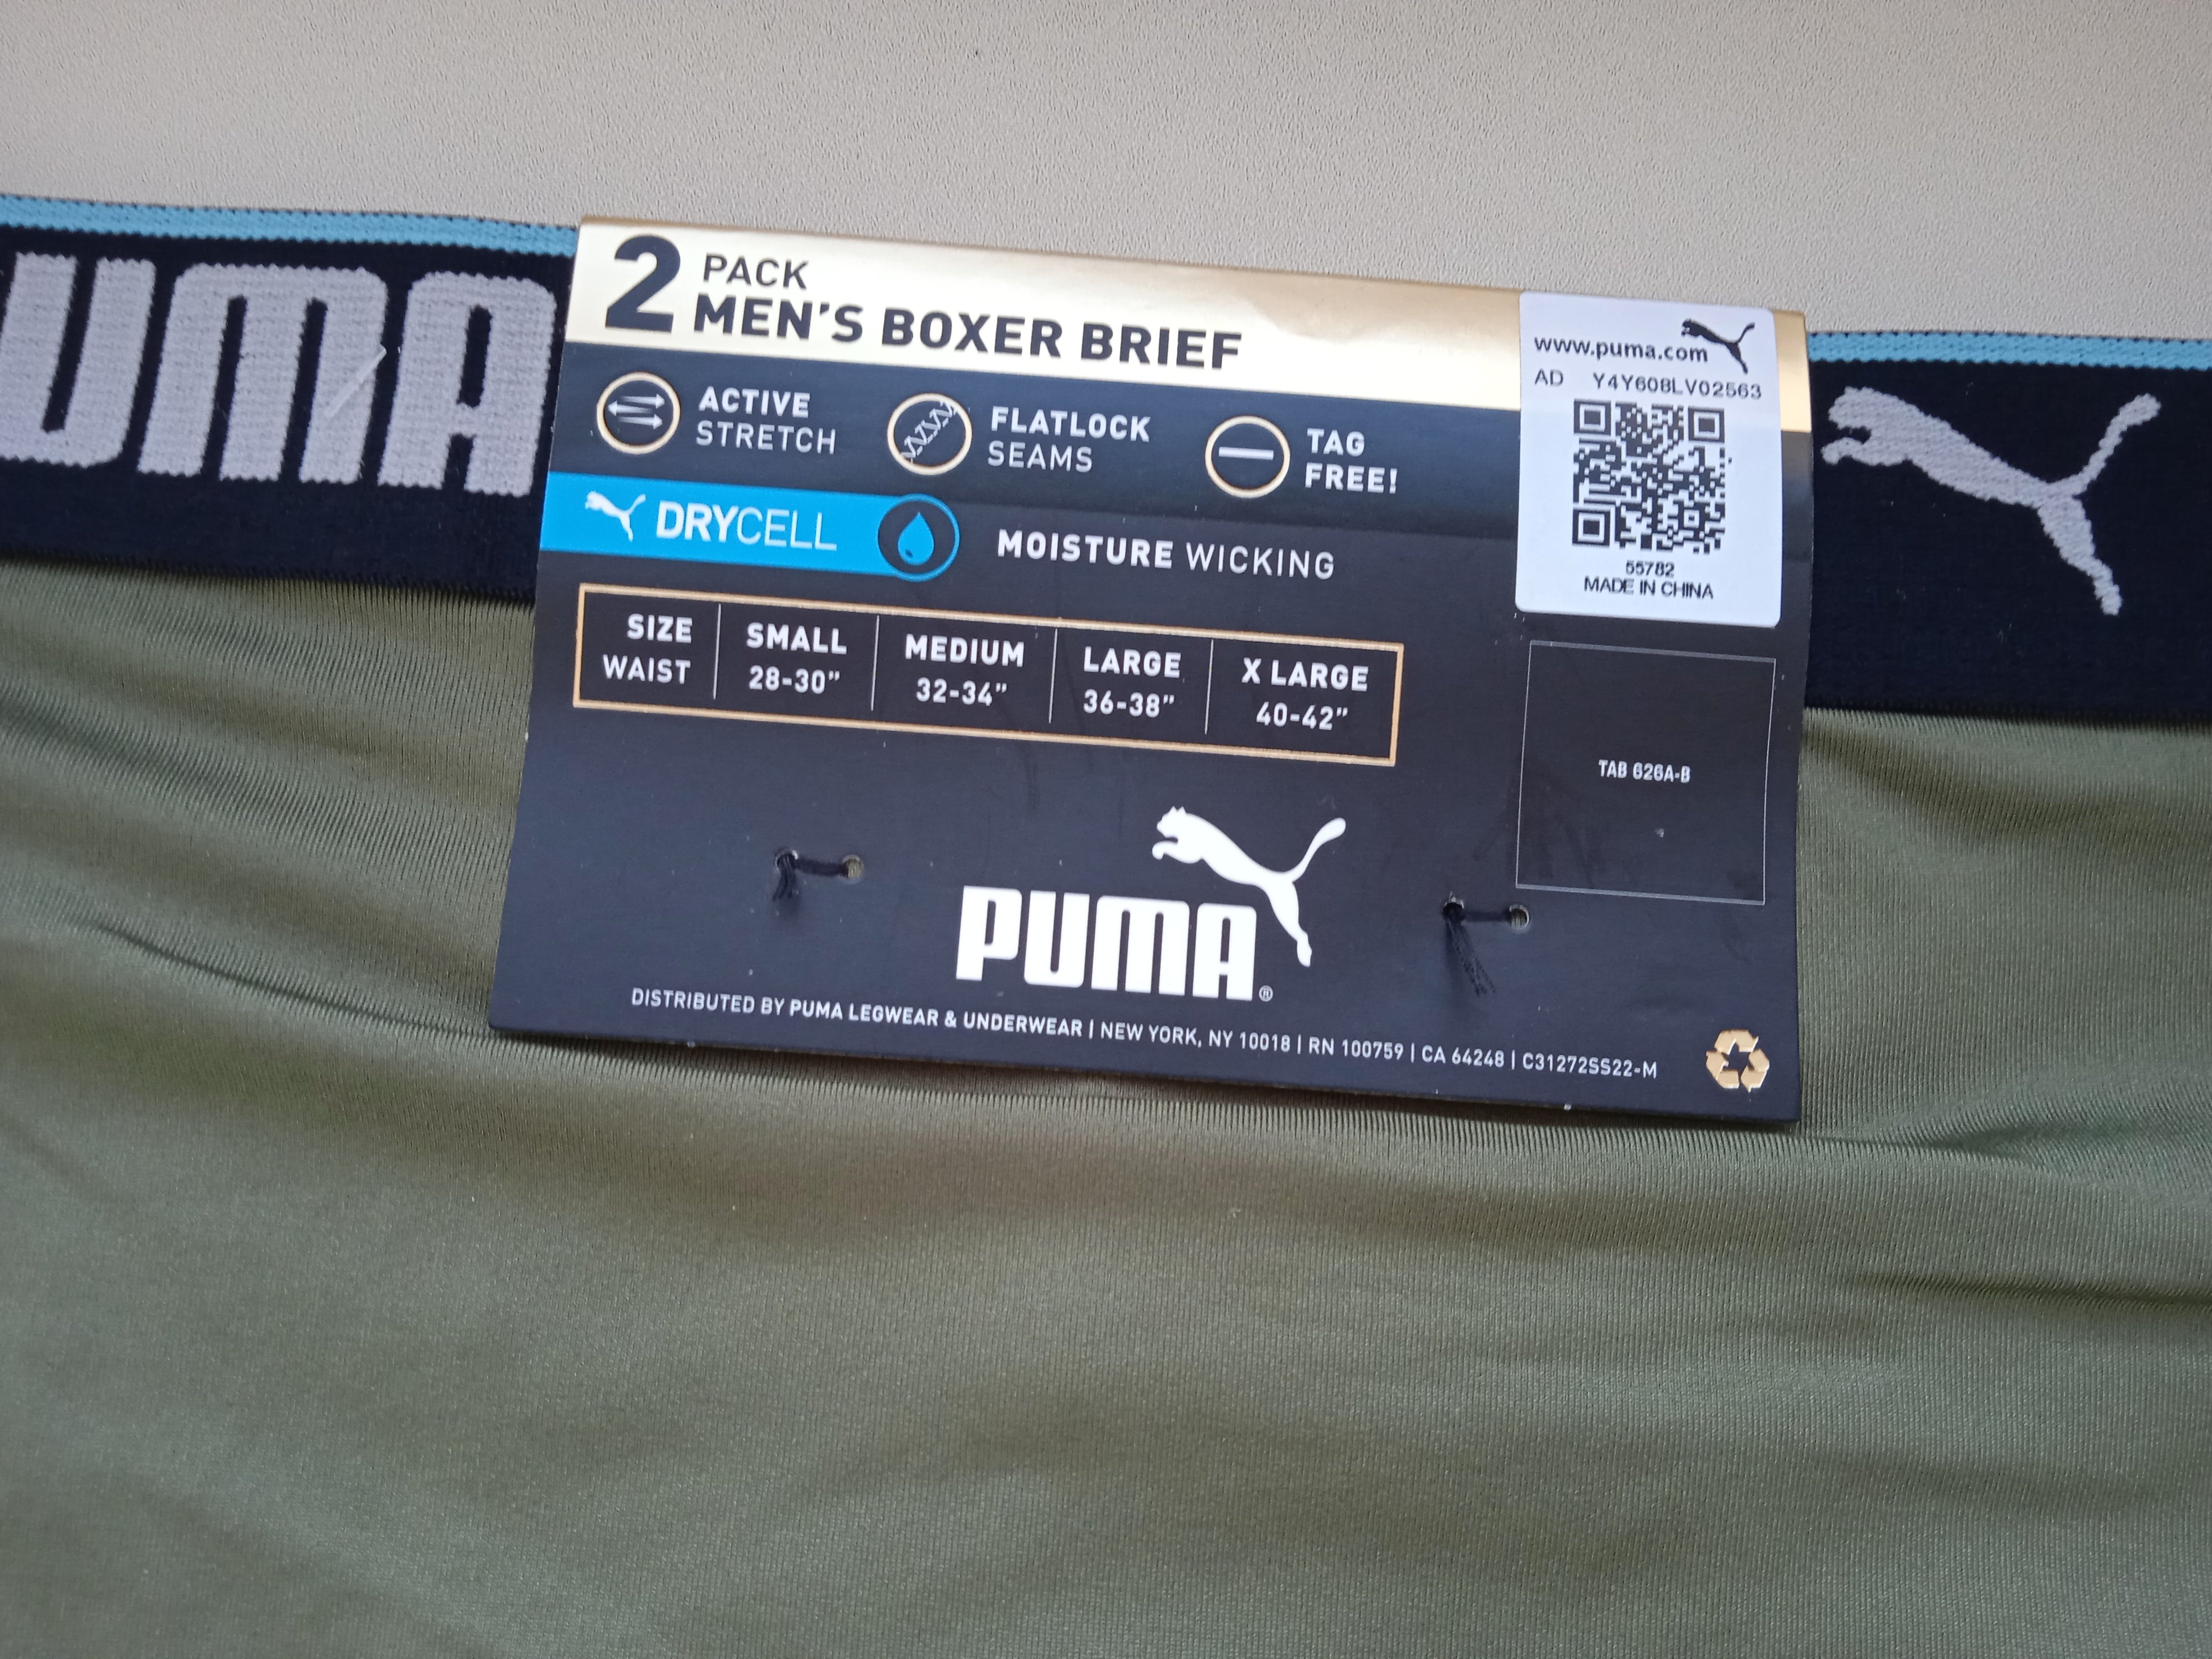 UMA
2 PACK
MEN'S BOXER BRIEF
ACTIVE STRETCH
FLATLOCK SEAMS
TAG FREE!
DRYCELL
MOISTURE WICKING
SIZE SMALL MEDIUM LARGE X LARGE
WAIST 28-30" 32-34" 36-38" 40-42"
PUMA®
DISTRIBUTED BY PUMA LEGWEAR & UNDERWEAR | NEW YORK, NY 10018 | RN 100759 | CA 64248 | C31272SS22-M
www.puma.com
AD Y4Y608LV02563
55782
MADE IN CHINA
TAB 626A-B